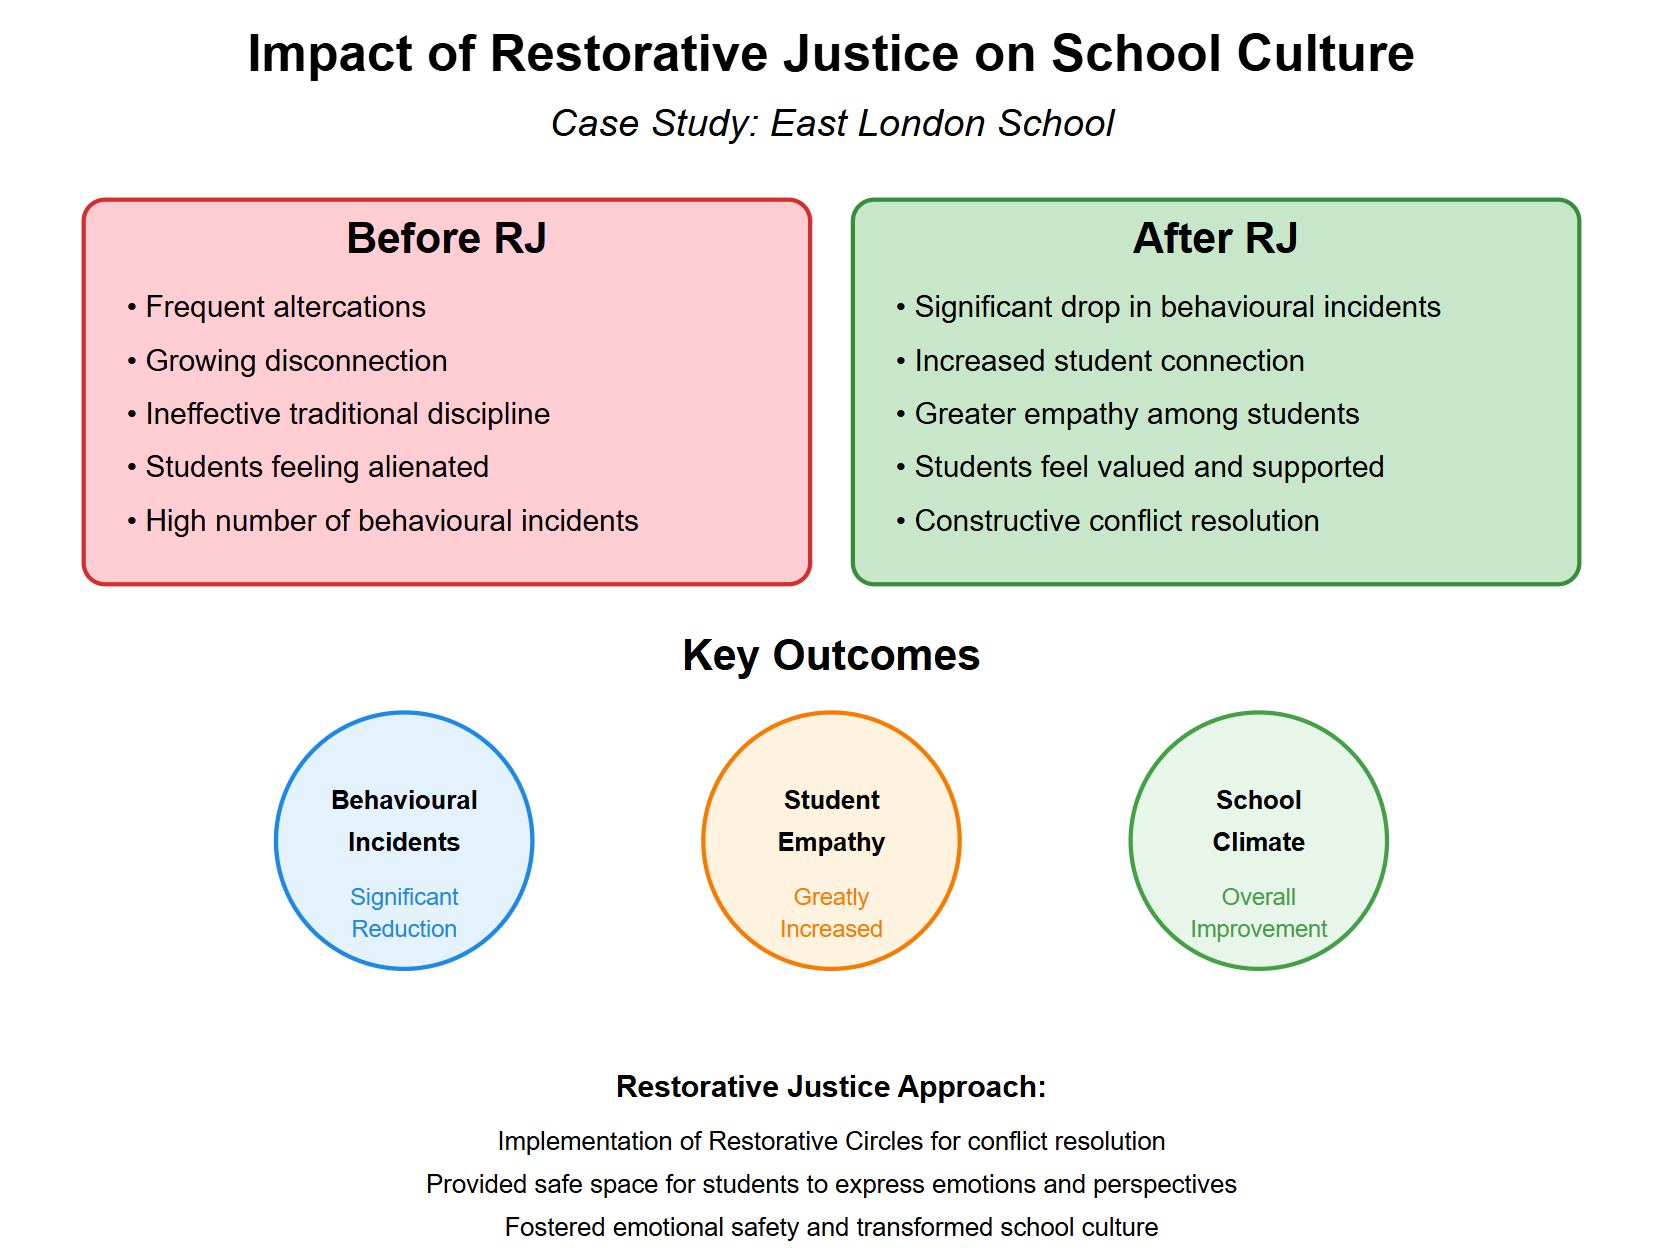 Impact of Restorative Justice on School Culture
Case Study: East London School
Before RJ
• Frequent altercations
• Growing disconnection
• Ineffective traditional discipline
• Students feeling alienated
• High number of behavioural incidents
After RJ
• Significant drop in behavioural incidents
• Increased student connection
• Greater empathy among students
• Students feel valued and supported
• Constructive conflict resolution
Key Outcomes
Behavioural
Incidents
Significant
Reduction
Student
Empathy
Greatly
Increased
School
Climate
Overall
Improvement
Restorative Justice Approach:
Implementation of Restorative Circles for conflict resolution
Provided safe space for students to express emotions and perspectives
Fostered emotional safety and transformed school culture